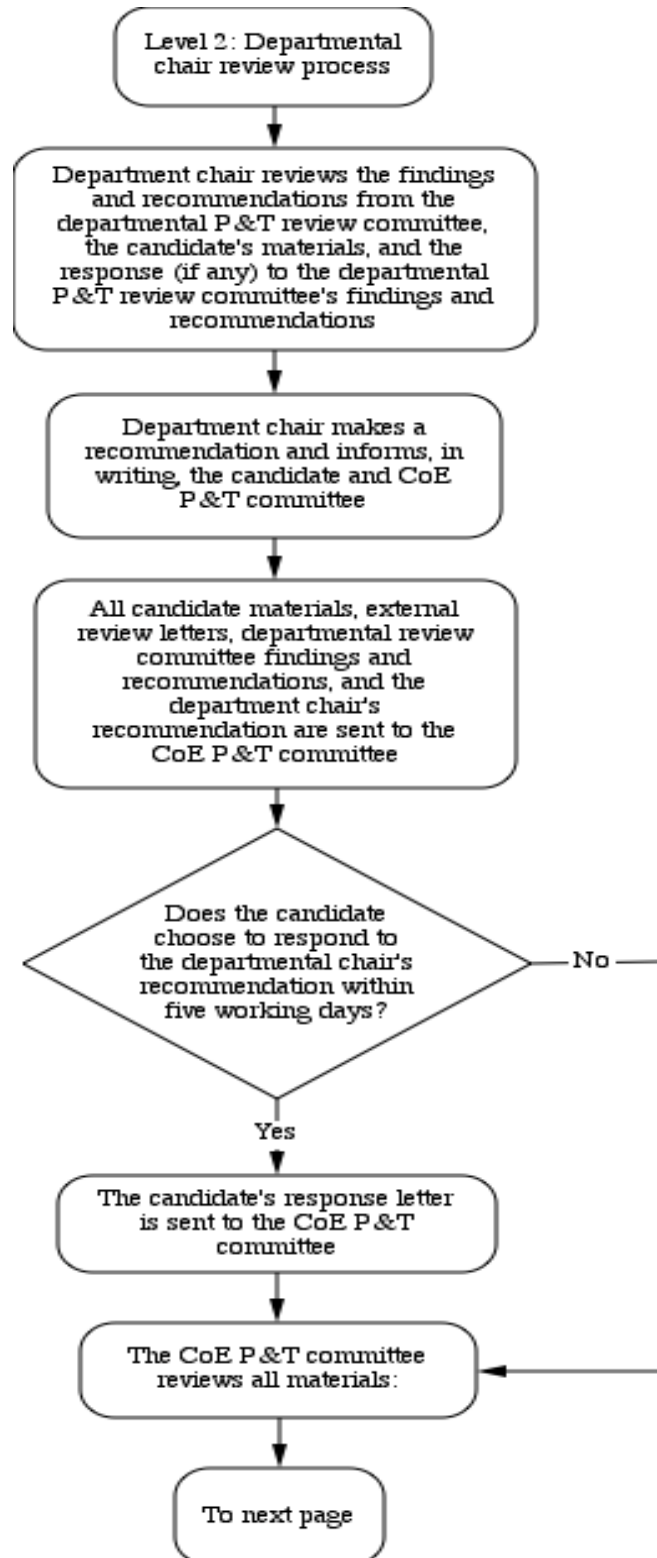 Level 2: Departmental
chair review process
Department chair reviews the findings
and recommendations from the
departmental P&T review committee,
the candidate's materials, and the
response (if any) to the departmental
P&T review committee's findings and
recommendations
Department chair makes a
recommendation and informs, in
writing, the candidate and CoE
P&T committee
All candidate materials, external
review letters, departmental review
committee findings and
recommendations, and the
department chair's
recommendation are sent to the
CoE P&T committee
Does the candidate
choose to respond to
the departmental chair's
recommendation within
five working days?
No
Yes
The candidate's response letter
is sent to the CoE P&T
committee
The CoE P&T committee
reviews all materials:
To next page